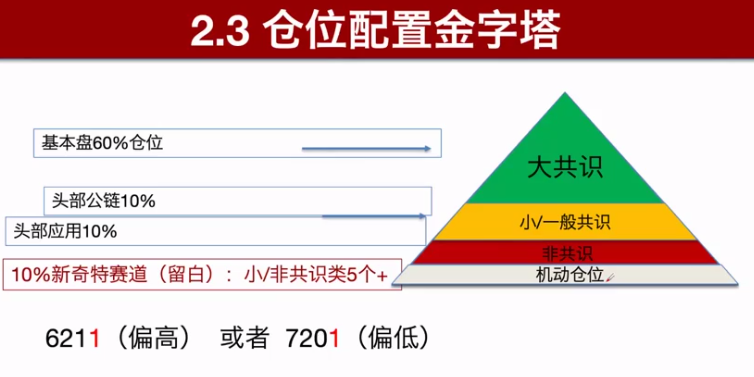 2.3 仓位配置金字塔
基本盘60%仓位
头部公链10%
头部应用10%
10%新奇特赛道（留白）：小/非共识类5个+
大共识
小/一般共识
非共识
机动仓位
6211（偏高） 或者 7201（偏低）